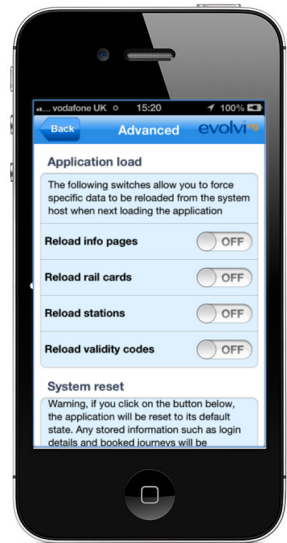 ... vodafone UK 15:20 100%
Back Advanced evolvi
Application load
The following switches allow you to force
specific data to be reloaded from the system
host when next loading the application
Reload info pages OFF
Reload rail cards OFF
Reload stations OFF
Reload validity codes OFF
System reset
Warning, if you click on the button below,
the application will be reset to its default
state. Any stored information such as login
details and booked journeys will be